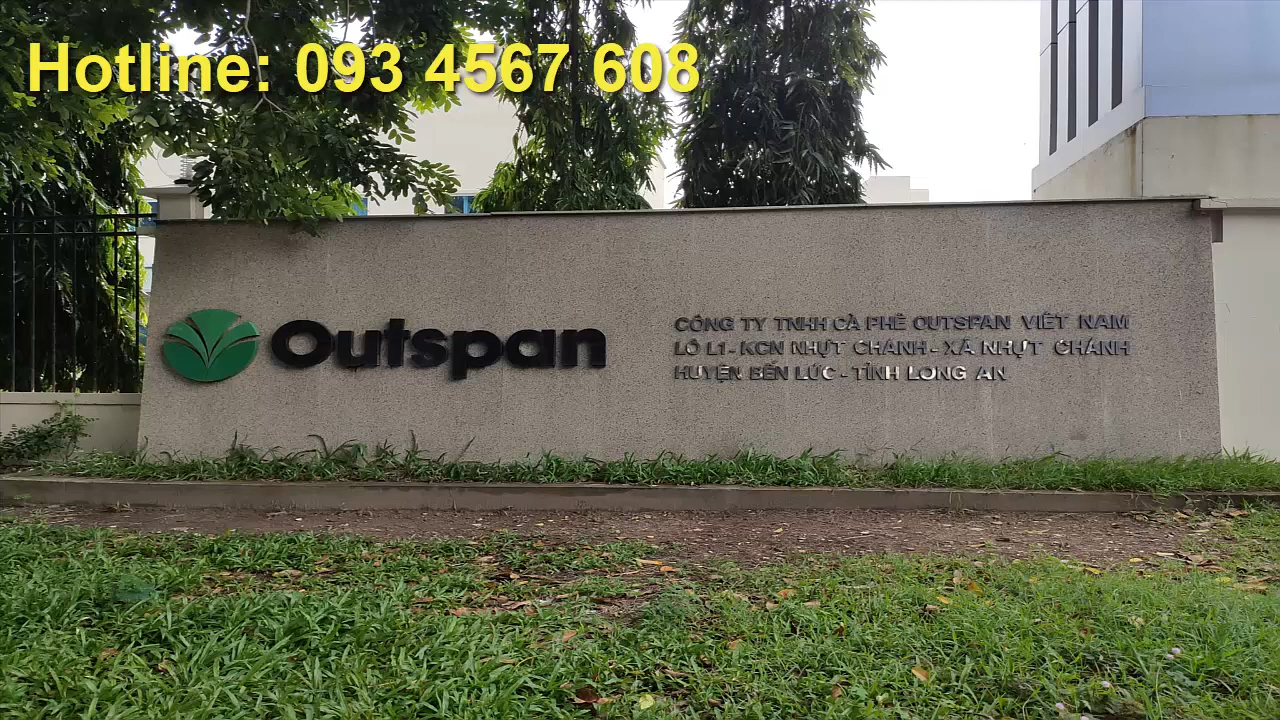 Hotline: 093 4567 608
Outspan
CÔNG TY TNHH CÀ PHÊ OUTSPAN VIỆT NAM
LÔ L1 - KCN NHỰT CHÁNH - XÃ NHỰT CHÁNH
HUYỆN BẾN LỨC - TỈNH LONG AN